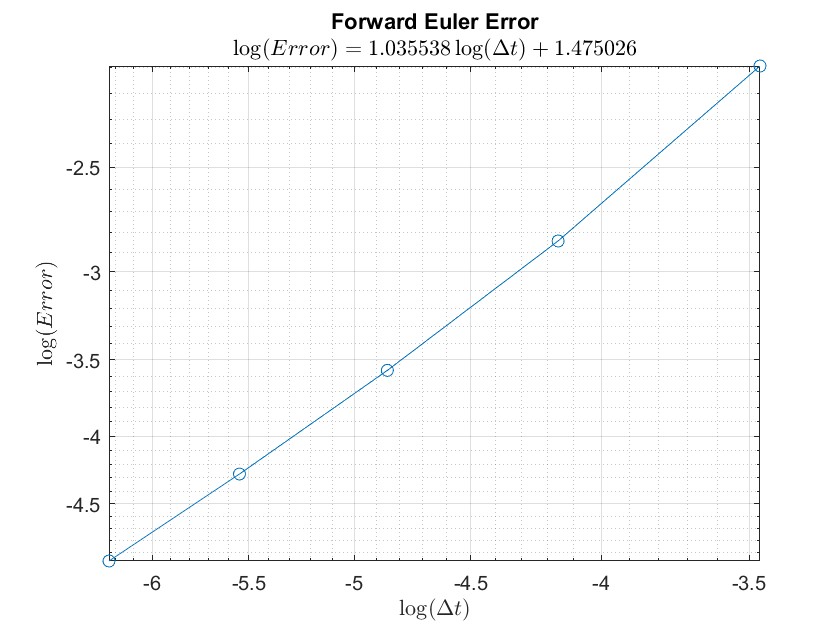 Forward Euler Error
log(Error) = 1.035538 log(Δt) + 1.475026
log(Error)
-2.5
-3
-3.5
-4
-4.5
-6
-5.5
-5
-4.5
-4
-3.5
log(Δt)